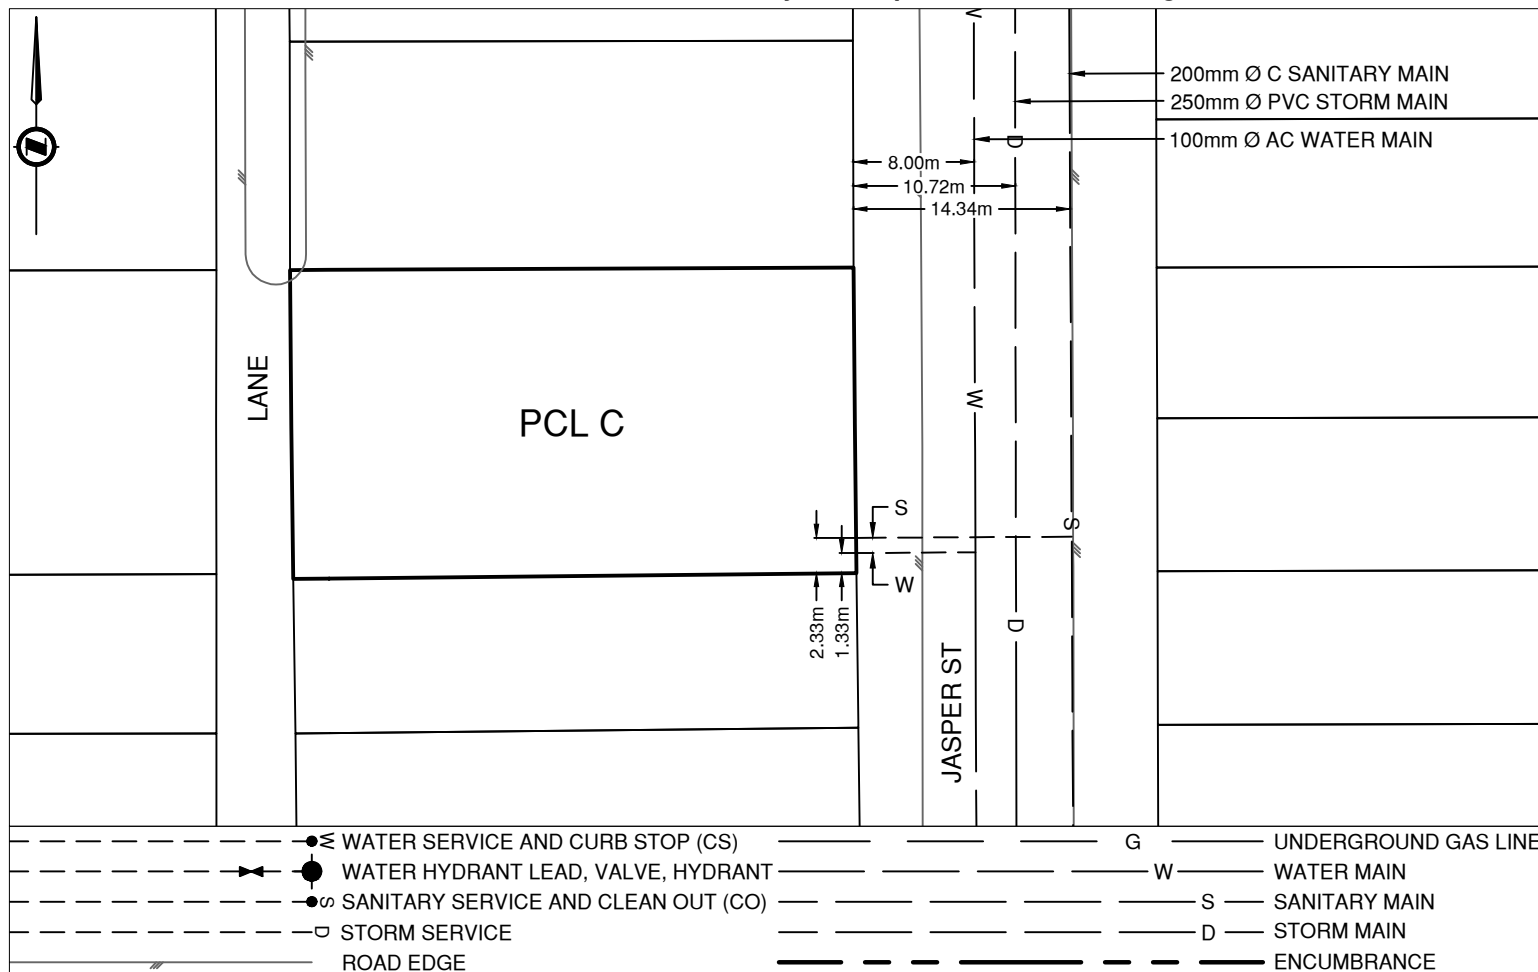 200mm Ø C SANITARY MAIN
250mm Ø PVC STORM MAIN
100mm Ø AC WATER MAIN
W
D
8.00m
10.72m
14.34m
LANE
PCL C
W
S
S
W
2.33m
1.33m
D
JASPER ST
W WATER SERVICE AND CURB STOP (CS)
G UNDERGROUND GAS LINE
WATER HYDRANT LEAD, VALVE, HYDRANT
W WATER MAIN
S SANITARY SERVICE AND CLEAN OUT (CO)
S SANITARY MAIN
D STORM SERVICE
D STORM MAIN
ROAD EDGE
ENCUMBRANCE